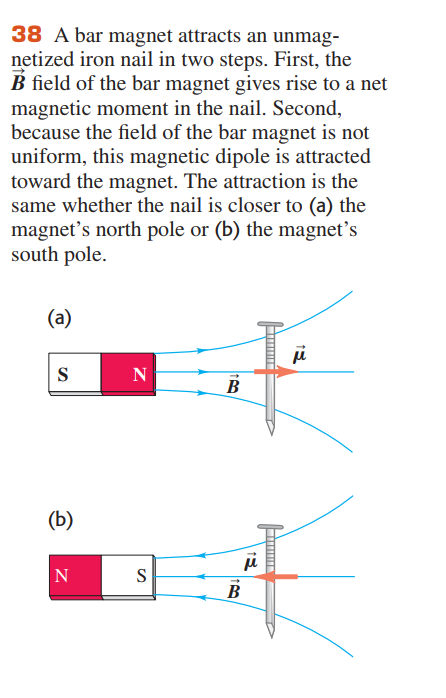 38 A bar magnet attracts an unmag-
netized iron nail in two steps. First, the
B⃗ field of the bar magnet gives rise to a net
magnetic moment in the nail. Second,
because the field of the bar magnet is not
uniform, this magnetic dipole is attracted
toward the magnet. The attraction is the
same whether the nail is closer to (a) the
magnet’s north pole or (b) the magnet’s
south pole.
(a)
μ⃗
S N
B⃗
(b)
μ⃗
N S
B⃗